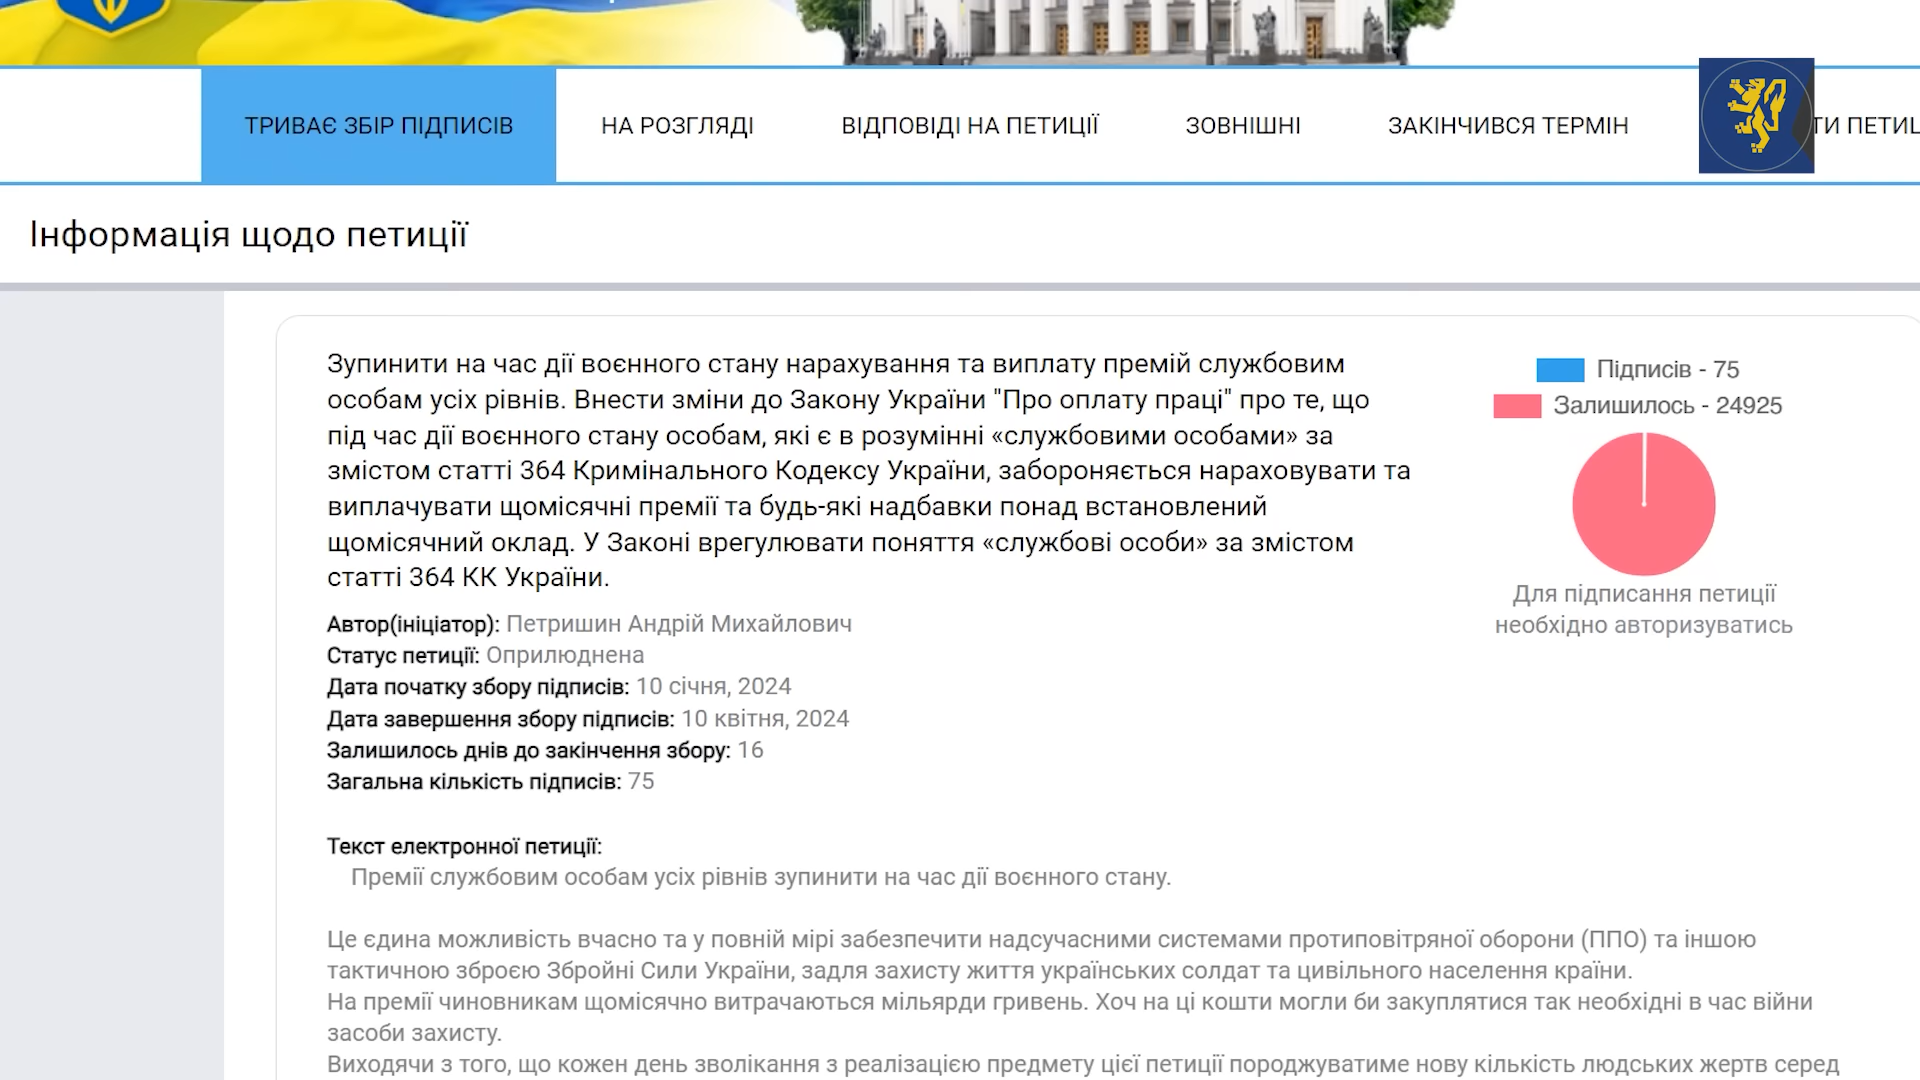 ТРИВАЄ ЗБІР ПІДПИСІВ НА РОЗГЛЯДІ ВІДПОВІДІ НА ПЕТИЦІЇ ЗОВНІШНІ ЗАКІНЧИВСЯ ТЕРМІН
Інформація щодо петиції
Зупинити на час дії воєнного стану нарахування та виплату премій службовим
особам усіх рівнів. Внести зміни до Закону України "Про оплату праці" про те, що
під час дії воєнного стану особам, які є в розумінні «службовими особами» за
змістом статті 364 Кримінального Кодексу України, забороняється нараховувати та
виплачувати щомісячні премії та будь-які надбавки понад встановлений
щомісячний оклад. У Законі врегулювати поняття «службові особи» за змістом
статті 364 КК України.
Підписів - 75
Залишилось - 24925
Для підписання петиції
необхідно авторизуватись
Автор(ініціатор): Петришин Андрій Михайлович
Статус петиції: Оприлюднена
Дата початку збору підписів: 10 січня, 2024
Дата завершення збору підписів: 10 квітня, 2024
Залишилось днів до закінчення збору: 16
Загальна кількість підписів: 75
Текст електронної петиції:
Премії службовим особам усіх рівнів зупинити на час дії воєнного стану.
Це єдина можливість вчасно та у повній мірі забезпечити надсучасними системами протиповітряної оборони (ППО) та іншою
тактичною зброєю Збройні Сили України, задля захисту життя українських солдат та цивільного населення країни.
На премії чиновникам щомісячно витрачаються мільярди гривень. Хоч на ці кошти могли би закуплятися так необхідні в час війни
засоби захисту.
Виходячи з того, що кожен день зволікання з реалізацією предмету цієї петиції породжуватиме нову кількість людських жертв серед